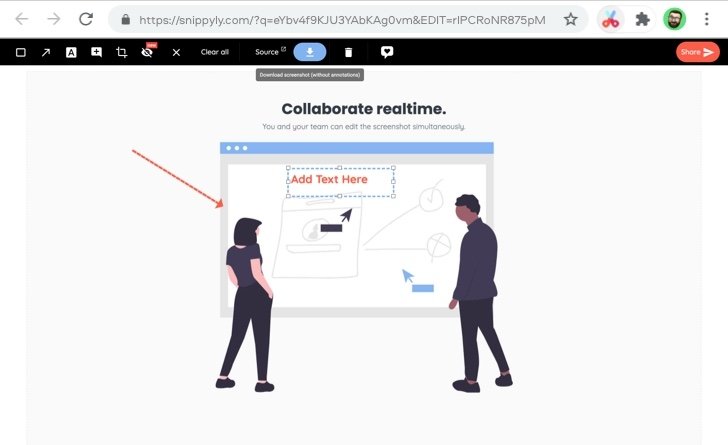 https://snippyly.com/?q=eYbv4f9KJU3YAbKAg0vm&EDIT=rIPCRoNR875pM
A
Clear all
Source
Share
Download screenshot (without annotations)
Collaborate realtime.
You and your team can edit the screenshot simultaneously.
Add Text Here